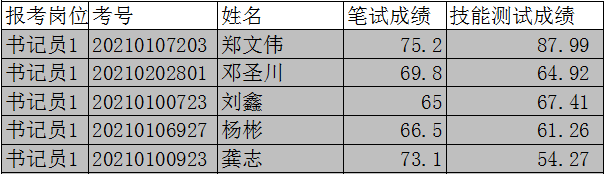 报考岗位 考号 姓名 笔试成绩 技能测试成绩
书记员1 20210107203 郑文伟 75.2 87.99
书记员1 20210202801 邓圣川 69.8 64.92
书记员1 20210100723 刘鑫 65 67.41
书记员1 20210106927 杨彬 66.5 61.26
书记员1 20210100923 龚志 73.1 54.27